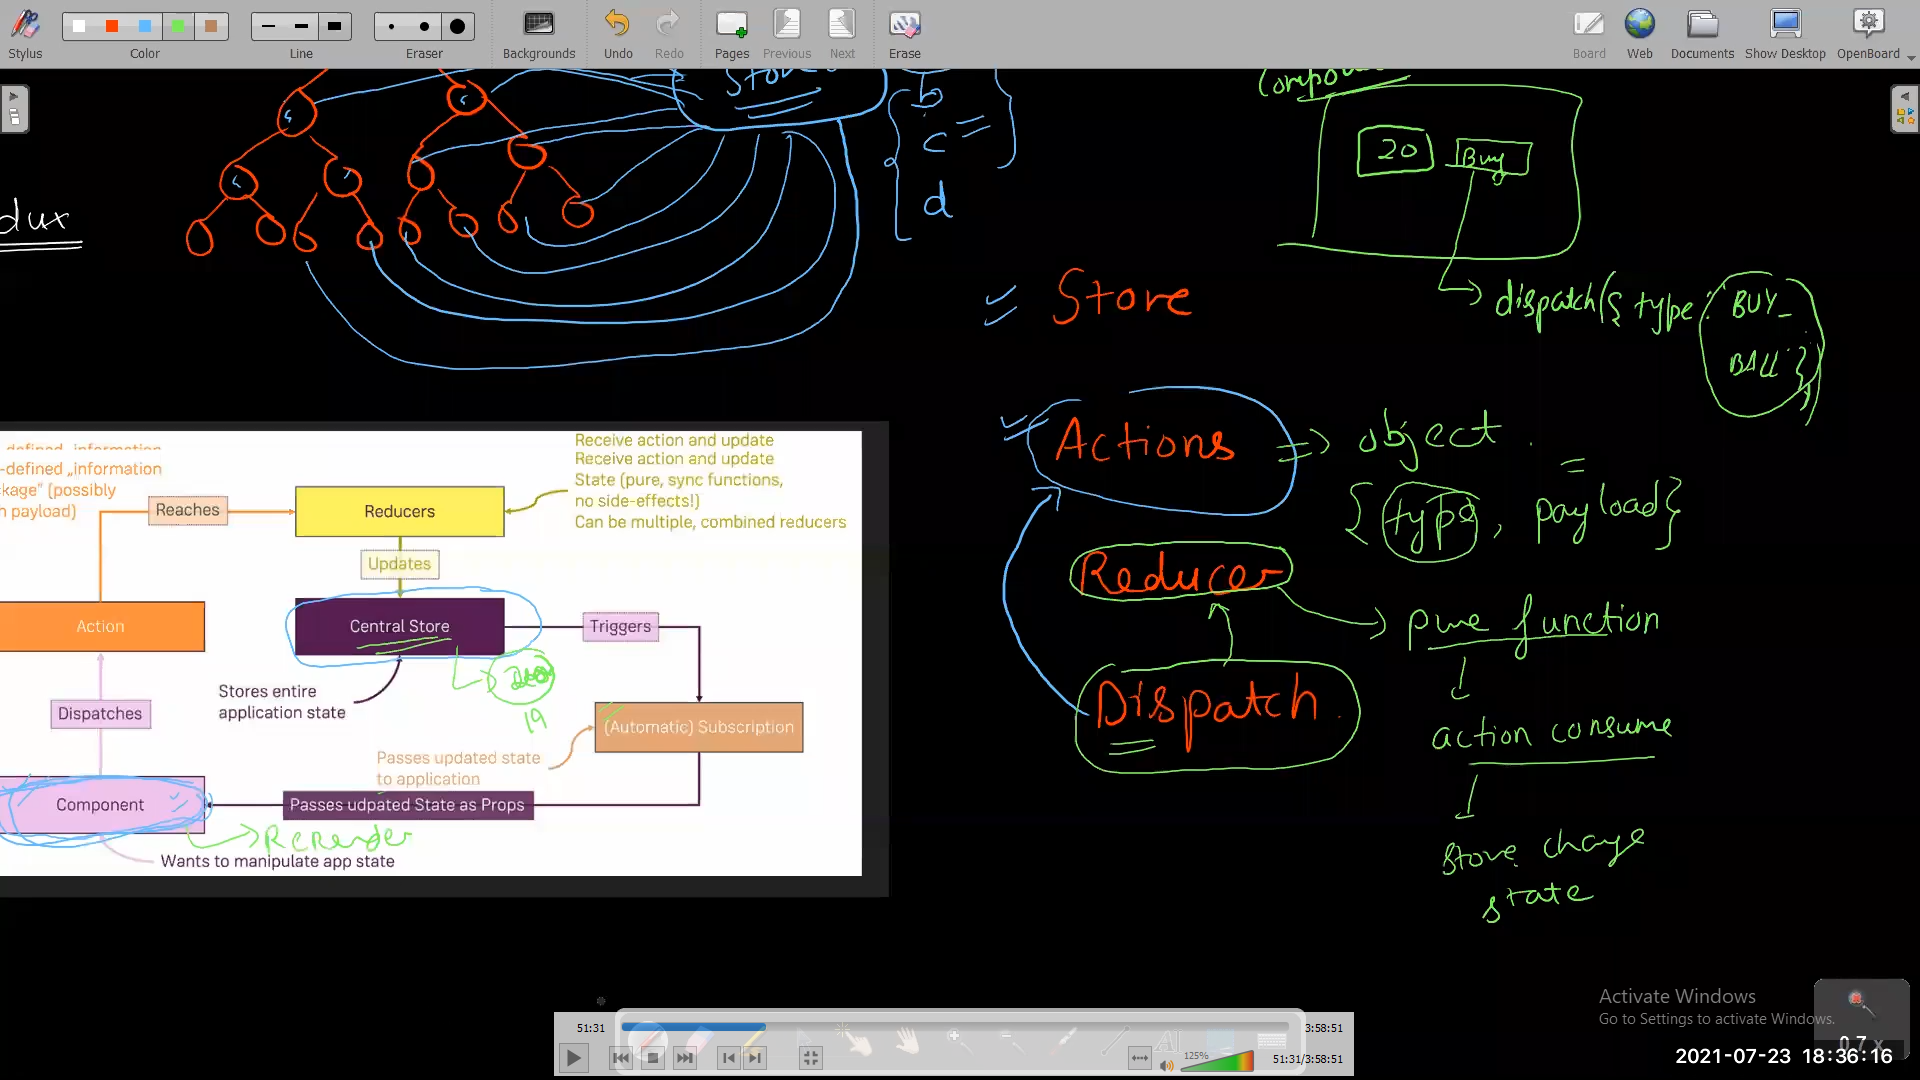 Stylus
Color
Line
Eraser
Backgrounds
Undo
Redo
Pages
Previous
Next
Erase
Board
Web
Documents
Show Desktop
OpenBoard
Store
b
c =
d
20
Buy
dux
dispatch({ type: BUY_
BALL })
Store
Actions => object
{ type, payload }
Reducer
pure function
Dispatch
action consume
store change
state
-defined „information
kage" (possibly
h payload)
Reaches
Reducers
Receive action and update
Receive action and update
State (pure, sync functions,
no side-effects!)
Can be multiple, combined reducers
Updates
Action
Central Store
Triggers
Stores entire
application state
19
Dispatches
(Automatic) Subscription
Passes updated state
to application
Component
Passes udpated State as Props
ReRender
Wants to manipulate app state
Activate Windows
Go to Settings to activate Windows.
51:31
3:58:51
125%
51:31/3:58:51
0.7 x
2021-07-23 18:36:16